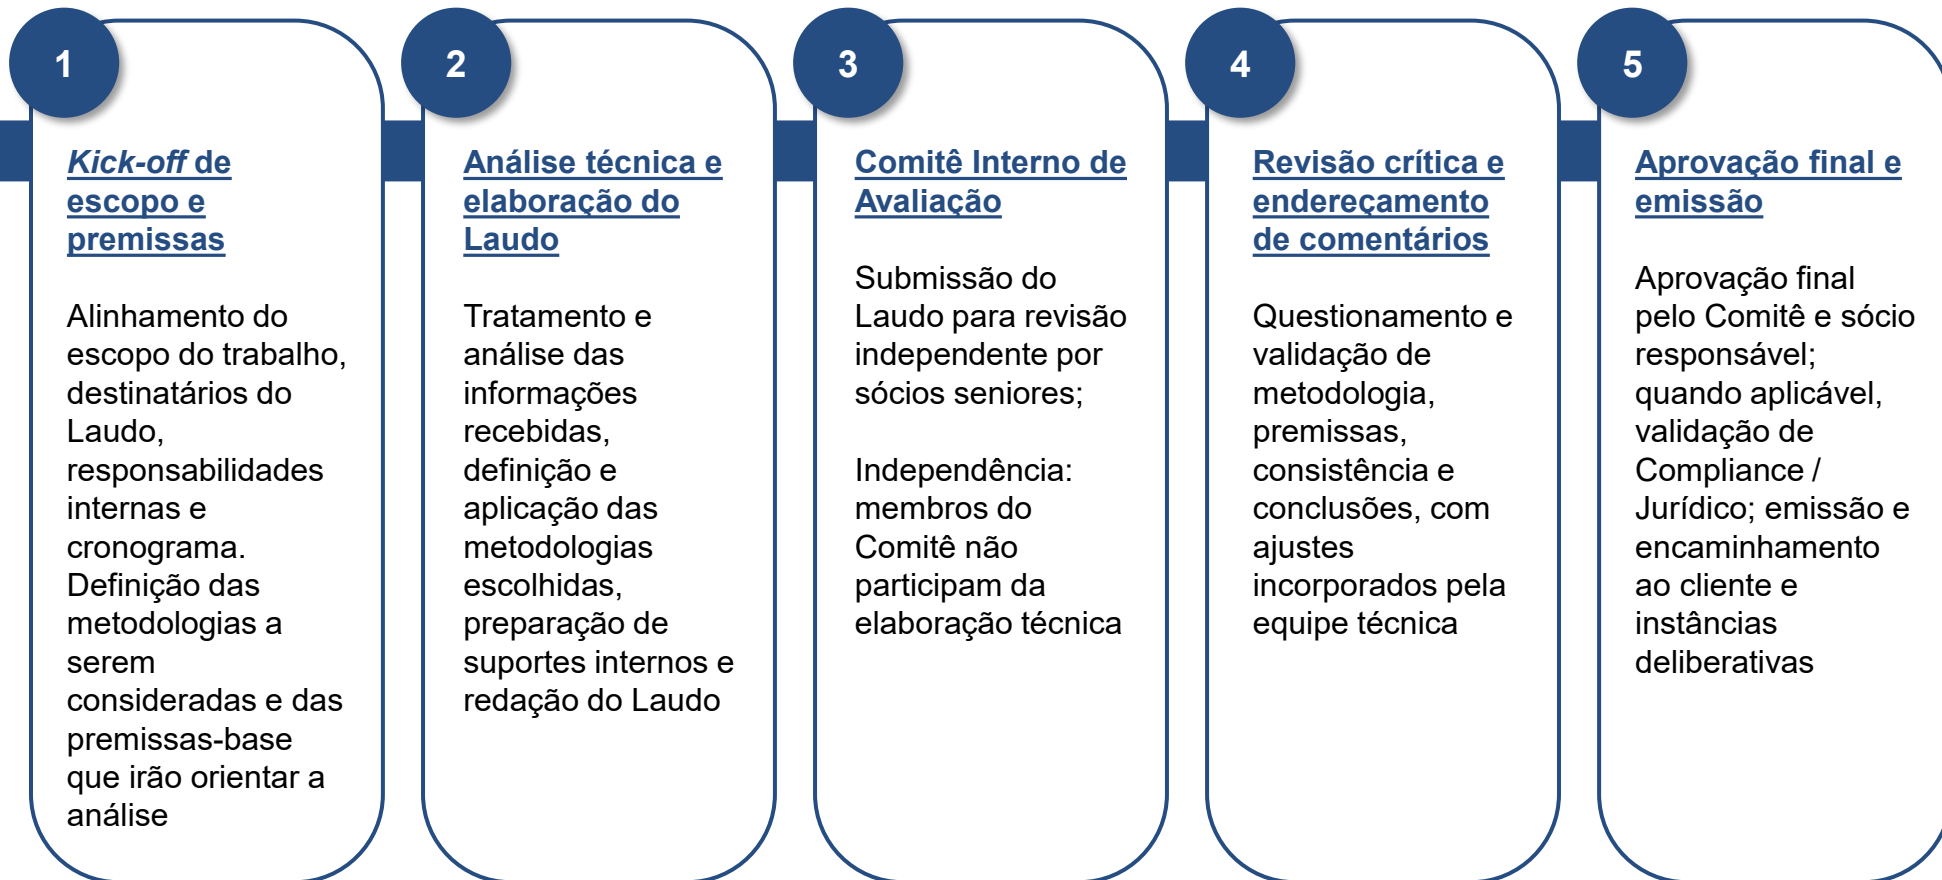 1
Kick-off de
escopo e
premissas
Alinhamento do
escopo do trabalho,
destinatários do
Laudo,
responsabilidades
internas e
cronograma.
Definição das
metodologias a
serem
consideradas e das
premissas-base
que irão orientar a
análise
2
Análise técnica e
elaboração do
Laudo
Tratamento e
análise das
informações
recebidas,
definição e
aplicação das
metodologias
escolhidas,
preparação de
suportes internos e
redação do Laudo
3
Comitê Interno de
Avaliação
Submissão do
Laudo para revisão
independente por
sócios seniores;
Independência:
membros do
Comitê não
participam da
elaboração técnica
4
Revisão crítica e
endereçamento
de comentários
Questionamento e
validação de
metodologia,
premissas,
consistência e
conclusões, com
ajustes
incorporados pela
equipe técnica
5
Aprovação final e
emissão
Aprovação final
pelo Comitê e sócio
responsável;
quando aplicável,
validação de
Compliance /
Jurídico; emissão e
encaminhamento
ao cliente e
instâncias
deliberativas